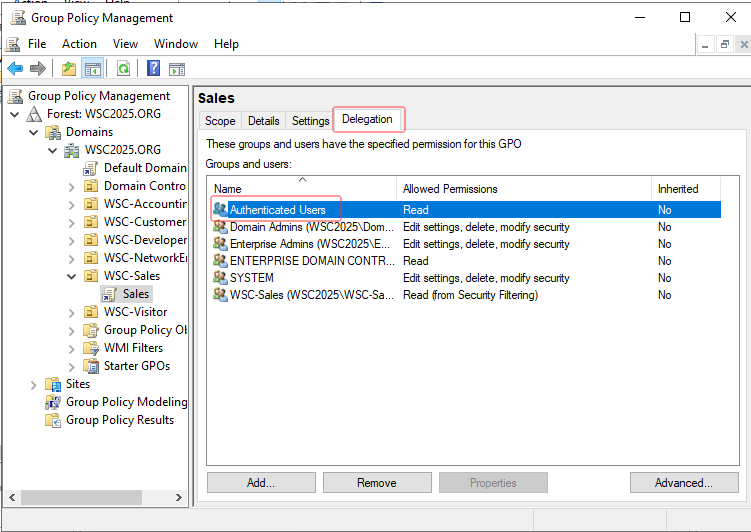 Group Policy Management
File Action View Window Help
Group Policy Management
Forest: WSC2025.ORG
Domains
WSC2025.ORG
Default Domain
Domain Contro
WSC-Accountin
WSC-Customer
WSC-Developer
WSC-NetworkEn
WSC-Sales
Sales
WSC-Visitor
Group Policy Ob
WMI Filters
Starter GPOs
Sites
Group Policy Modeling
Group Policy Results
Sales
Scope Details Settings Delegation
These groups and users have the specified permission for this GPO
Groups and users:
Name Allowed Permissions Inherited
Authenticated Users Read No
Domain Admins (WSC2025\Dom... Edit settings, delete, modify security No
Enterprise Admins (WSC2025\E... Edit settings, delete, modify security No
ENTERPRISE DOMAIN CONTR... Read No
SYSTEM Edit settings, delete, modify security No
WSC-Sales (WSC2025\WSC-Sa... Read (from Security Filtering) No
Add... Remove Properties Advanced...